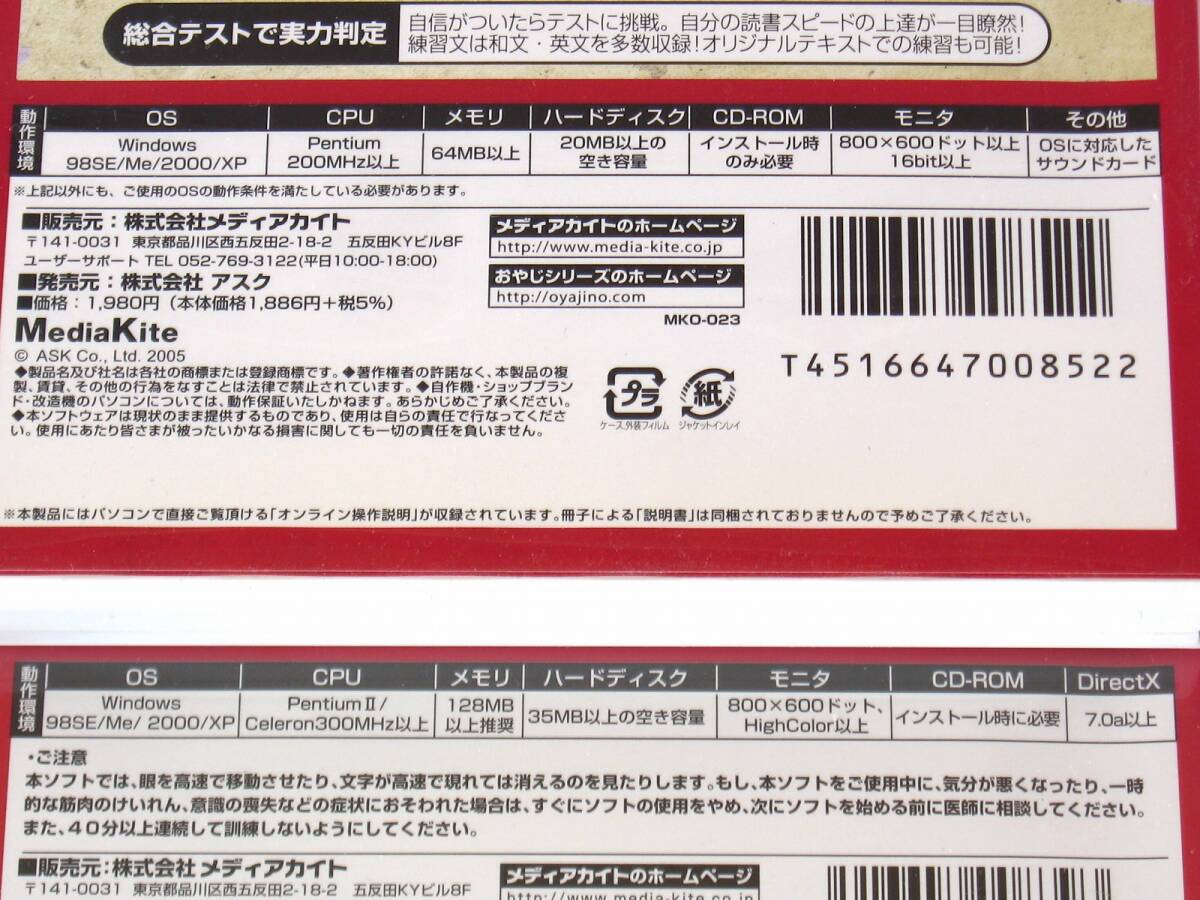 総合テストで実力判定
自信がついたらテストに挑戦。自分の読書スピードの上達が一目瞭然!
練習文は和文・英文を多数収録!オリジナルテキストでの練習も可能!
動作環境
OS CPU メモリ ハードディスク CD-ROM モニタ その他
Windows 98SE/Me/2000/XP
Pentium 200MHz以上
64MB以上
20MB以上の空き容量
インストール時のみ必要
800×600ドット以上 16bit以上
OSに対応したサウンドカード
※上記以外にも、ご使用のOSの動作条件を満たしている必要があります。
■販売元：株式会社メディアカイト
〒141-0031 東京都品川区西五反田2-18-2 五反田KYビル8F
ユーザーサポート TEL 052-769-3122(平日10:00-18:00)
■発売元：株式会社 アスク
■価格：1,980円（本体価格1,886円＋税5%）
MediaKite
© ASK Co., Ltd. 2005
◆製品名及び社名は各社の商標または登録商標です。◆著作権者の許諾なく、本製品の複
製、賃貸、その他の行為をなすことは法律で禁止されています。◆自作機・ショップブラン
ド・改造機のパソコンについては、動作保証いたしかねます。あらかじめご了承ください。
◆本ソフトウェアは現状のまま提供するものであり、使用は自らの責任で行なってくださ
い。使用にあたり皆さまが被ったいかなる損害に関しても一切の責任を負いません。
メディアカイトのホームページ
http://www.media-kite.co.jp
おやじシリーズのホームページ
http://oyajino.com
MKO-023
プラ
ケース,外装フィルム
紙
ジャケットインレイ
T4516647008522
※本製品にはパソコンで直接ご覧頂ける「オンライン操作説明」が収録されています。冊子による「説明書」は同梱されておりませんので予めご了承ください。
動作環境
OS CPU メモリ ハードディスク モニタ CD-ROM DirectX
Windows 98SE/Me/ 2000/XP
PentiumⅡ/ Celeron300MHz以上
128MB以上推奨
35MB以上の空き容量
800×600ドット、HighColor以上
インストール時に必要
7.0a以上
・ご注意
本ソフトでは、眼を高速で移動させたり、文字が高速で現れては消えるのを見たりします。もし、本ソフトをご使用中に、気分が悪くなったり、一時
的な筋肉のけいれん、意識の喪失などの症状におそわれた場合は、すぐにソフトの使用をやめ、次にソフトを始める前に医師に相談してください。
また、40分以上連続して訓練しないようにしてください。
■販売元：株式会社メディアカイト
〒141-0031 東京都品川区西五反田2-18-2 五反田KYビル8F
メディアカイトのホームページ
http://www.media-kite.co.jp